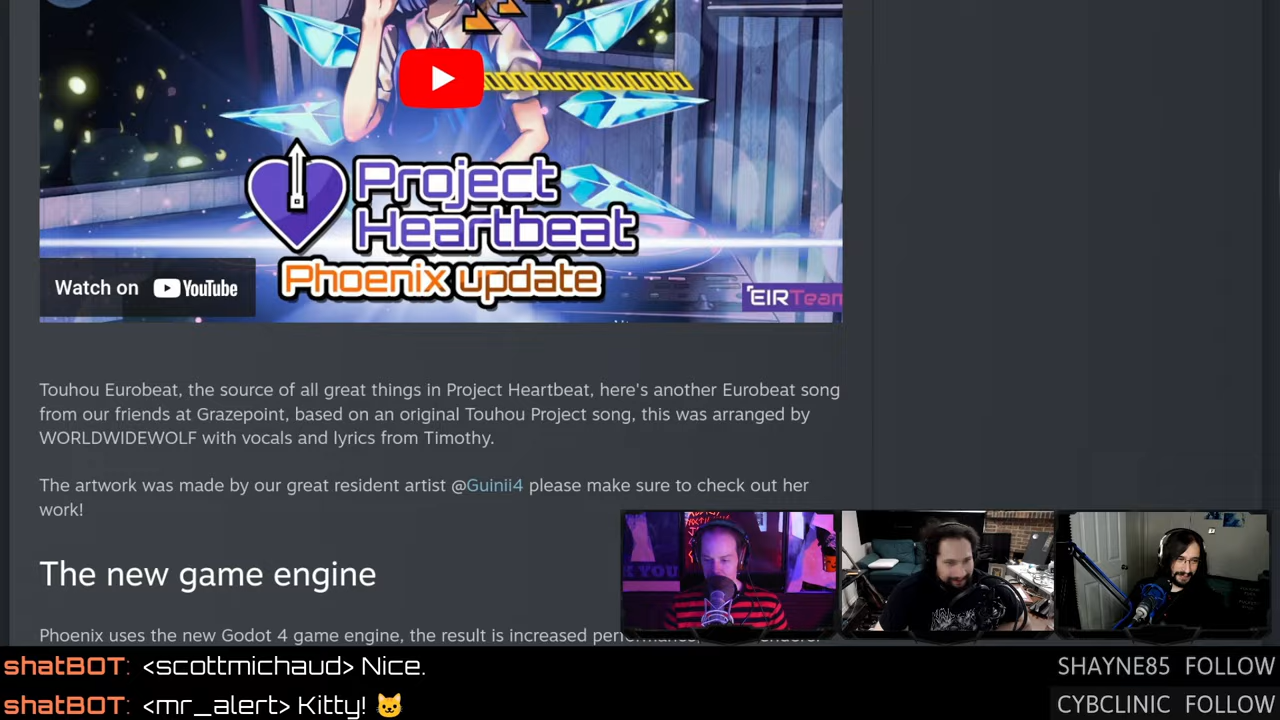 Project
Heartbeat
Phoenix update
Watch on YouTube
EIRTeam
Touhou Eurobeat, the source of all great things in Project Heartbeat, here's another Eurobeat song
from our friends at Grazepoint, based on an original Touhou Project song, this was arranged by
WORLDWIDEWOLF with vocals and lyrics from Timothy.
The artwork was made by our great resident artist @Guinii4 please make sure to check out her
work!
The new game engine
Phoenix uses the new Godot 4 game engine, the result is increased
shatBOT: <scottmichaud> Nice.
shatBOT: <mr_alert> Kitty! 🐱
SHAYNE85 FOLLOW
CYBCLINIC FOLLOW